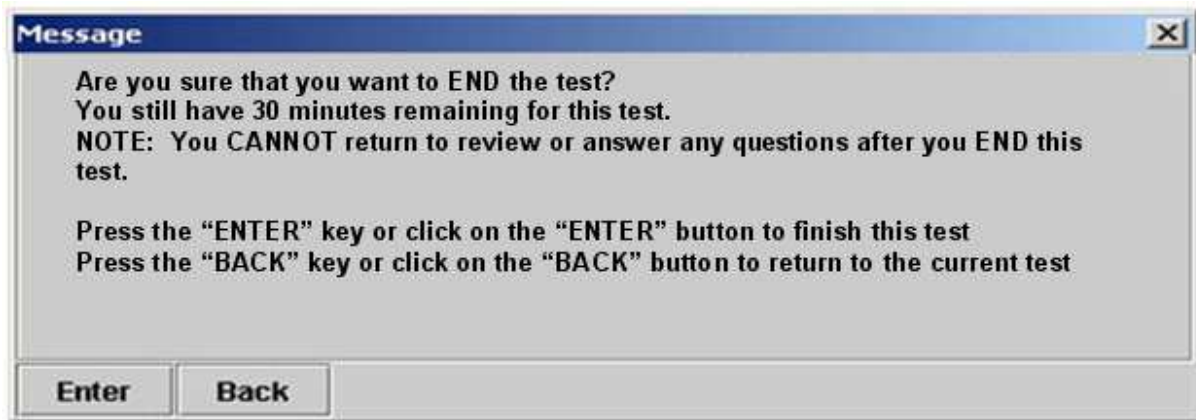 Message
Are you sure that you want to END the test?
You still have 30 minutes remaining for this test.
NOTE:  You CANNOT return to review or answer any questions after you END this
test.
Press the “ENTER” key or click on the “ENTER” button to finish this test
Press the “BACK” key or click on the “BACK” button to return to the current test
Enter
Back